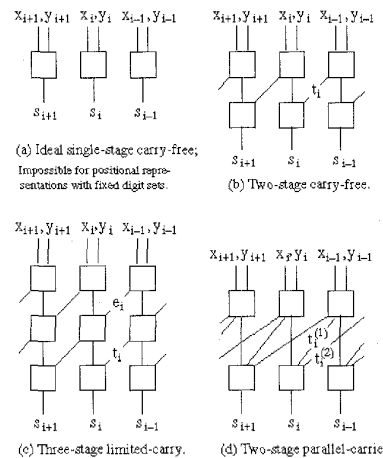 x_{i+1},y_{i+1} x_i,y_i x_{i-1},y_{i-1}
s_{i+1} s_i s_{i-1}
(a) Ideal single-stage carry-free;
Impossible for positional repre-
sentations with fixed digit sets.
x_{i+1},y_{i+1} x_i,y_i x_{i-1},y_{i-1}
t_i
s_{i+1} s_i s_{i-1}
(b) Two-stage carry-free.
x_{i+1},y_{i+1} x_i,y_i x_{i-1},y_{i-1}
e_i
t_i
s_{i+1} s_i s_{i-1}
(c) Three-stage limited-carry.
x_{i+1},y_{i+1} x_i,y_i x_{i-1},y_{i-1}
t_i^{(1)}
t_i^{(2)}
s_{i+1} s_i s_{i-1}
(d) Two-stage parallel-carrie